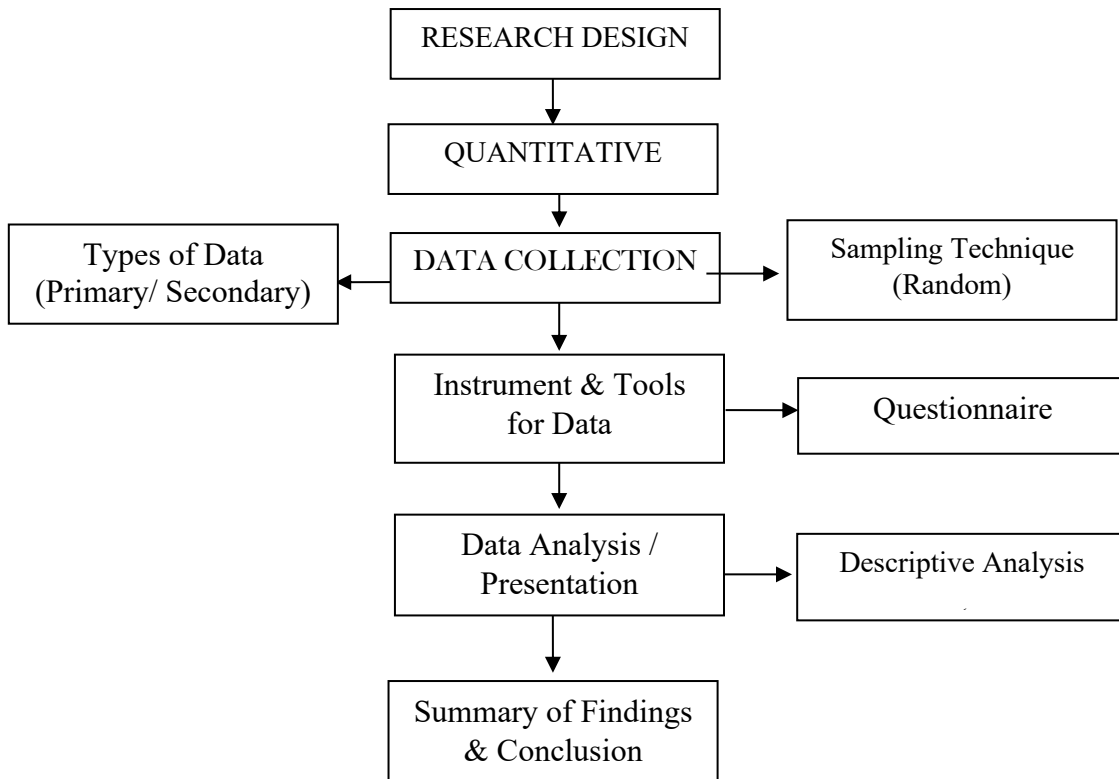 RESEARCH DESIGN
QUANTITATIVE
Types of Data
(Primary/ Secondary)
DATA COLLECTION
Sampling Technique
(Random)
Instrument & Tools
for Data
Questionnaire
Data Analysis /
Presentation
Descriptive Analysis
Summary of Findings
& Conclusion